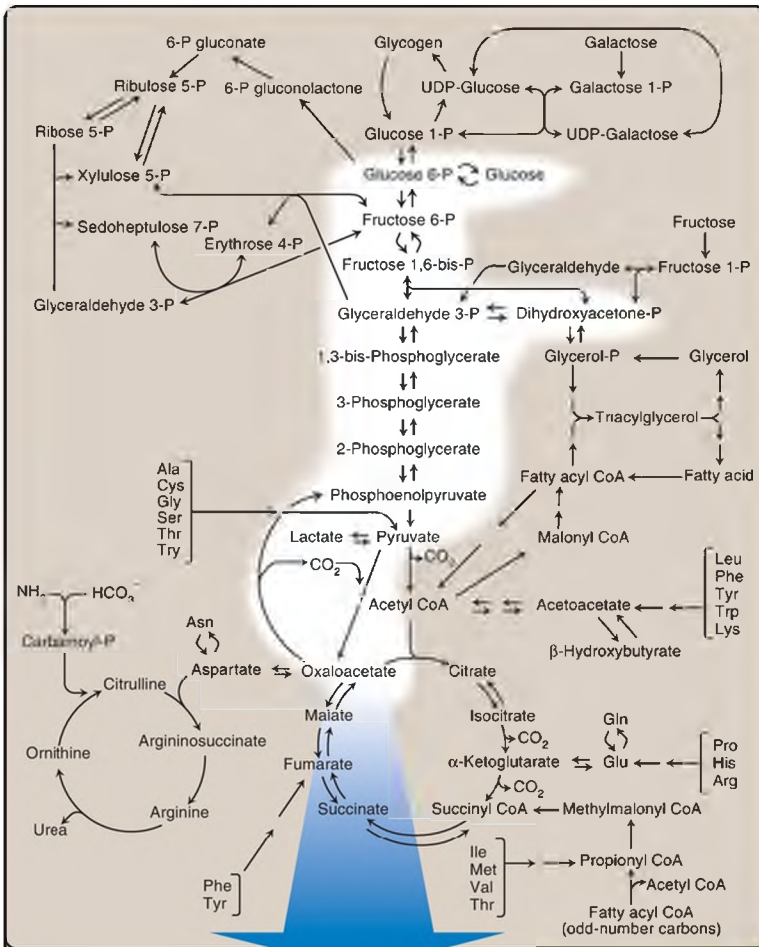 6-P gluconate
Glycogen
Galactose
Ribulose 5-P
6-P gluconolactone
UDP-Glucose
Galactose 1-P
Ribose 5-P
Glucose 1-P
UDP-Galactose
Xylulose 5-P
Glucose 6-P
Glucose
Fructose 6-P
Sedoheptulose 7-P
Erythrose 4-P
Fructose
Fructose 1,6-bis-P
Glyceraldehyde
Fructose 1-P
Glyceraldehyde 3-P
Glyceraldehyde 3-P
Dihydroxyacetone-P
1,3-bis-Phosphoglycerate
Glycerol-P
Glycerol
3-Phosphoglycerate
Triacylglycerol
2-Phosphoglycerate
Ala
Cys
Gly
Ser
Thr
Try
Fatty acyl CoA
Fatty acid
Phosphoenolpyruvate
Lactate
Pyruvate
Malonyl CoA
CO2
CO2
Leu
Phe
Tyr
Trp
Lys
NH
HCO3-
Acetyl CoA
Acetoacetate
Carbamoyl-P
Asn
β-Hydroxybutyrate
Aspartate
Oxaloacetate
Citrate
Citrulline
Malate
Isocitrate
Gln
Ornithine
Argininosuccinate
CO2
Fumarate
α-Ketoglutarate
Glu
Pro
His
Arg
CO2
Arginine
Succinate
Succinyl CoA
Methylmalonyl CoA
Urea
Ile
Met
Val
Thr
Propionyl CoA
Phe
Tyr
Acetyl CoA
Fatty acyl CoA
(odd-number carbons)